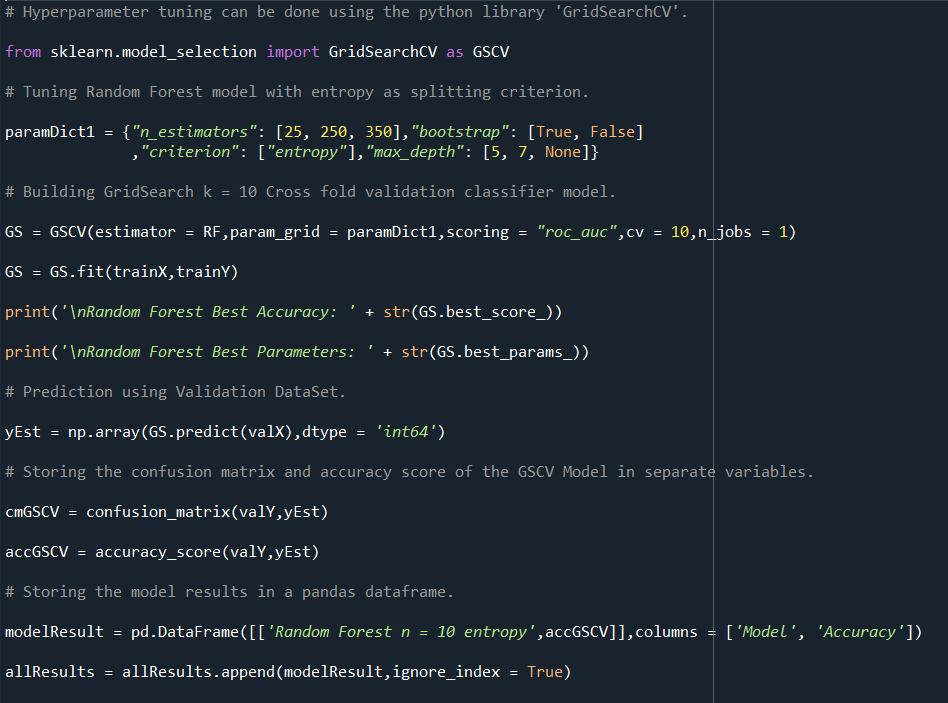 # Hyperparameter tuning can be done using the python library 'GridSearchCV'.
from sklearn.model_selection import GridSearchCV as GSCV
# Tuning Random Forest model with entropy as splitting criterion.
paramDict1 = {"n_estimators": [25, 250, 350],"bootstrap": [True, False]
,"criterion": ["entropy"],"max_depth": [5, 7, None]}
# Building GridSearch k = 10 Cross fold validation classifier model.
GS = GSCV(estimator = RF,param_grid = paramDict1,scoring = "roc_auc",cv = 10,n_jobs = 1)
GS = GS.fit(trainX,trainY)
print('\nRandom Forest Best Accuracy: ' + str(GS.best_score_))
print('\nRandom Forest Best Parameters: ' + str(GS.best_params_))
# Prediction using Validation DataSet.
yEst = np.array(GS.predict(valX),dtype = 'int64')
# Storing the confusion matrix and accuracy score of the GSCV Model in separate variables.
cmGSCV = confusion_matrix(valY,yEst)
accGSCV = accuracy_score(valY,yEst)
# Storing the model results in a pandas dataframe.
modelResult = pd.DataFrame([['Random Forest n = 10 entropy',accGSCV]],columns = ['Model', 'Accuracy'])
allResults = allResults.append(modelResult,ignore_index = True)